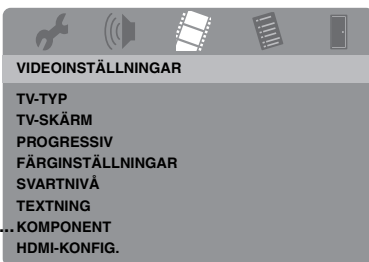 VIDEOINSTÄLLNINGAR
TV-TYP
TV-SKÄRM
PROGRESSIV
FÄRGINSTÄLLNINGAR
SVARTNIVÅ
TEXTNING
...KOMPONENT
HDMI-KONFIG.